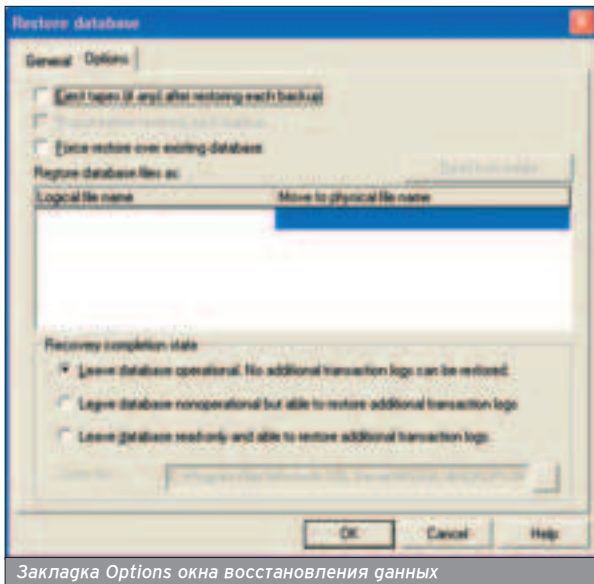 Restore database
General Options
Eject tapes (if any) after restoring each backup
Force restore over existing database
Restore database files as:
Logical file name Move to physical file name
Recovery completion state
Leave database operational. No additional transaction logs can be restored.
Leave database nonoperational but able to restore additional transaction logs.
Leave database read-only and able to restore additional transaction logs.
OK Cancel Help
Закладка Options окна восстановления данных